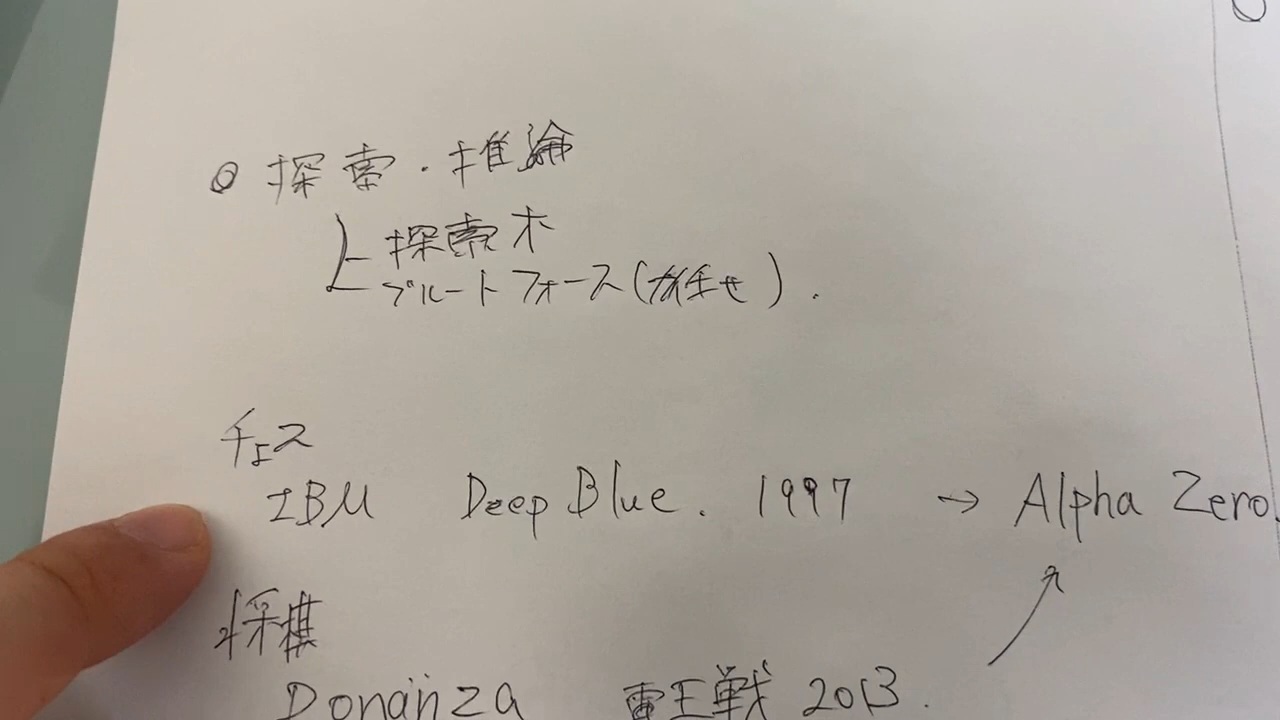 探索・推論
探索木
ブルートフォース(力任せ).
チェス
IBM Deep Blue. 1997 → Alpha Zero.
将棋
Bonanza 電王戦 2013.